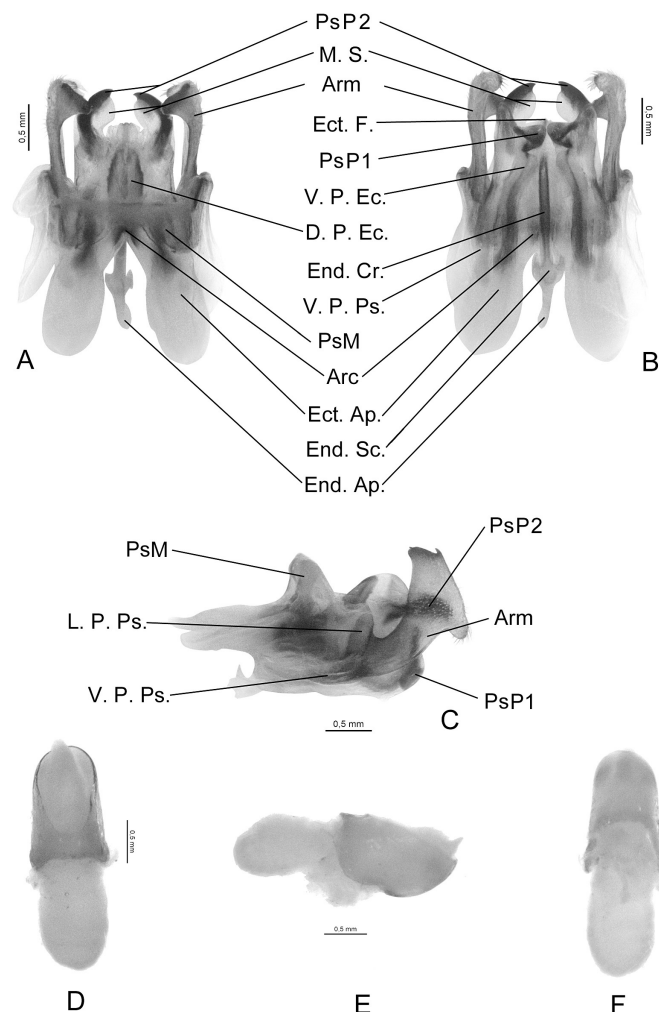 PsP2
M. S.
Arm
Ect. F.
PsP1
V. P. Ec.
D. P. Ec.
End. Cr.
V. P. Ps.
PsM
Arc
Ect. Ap.
End. Sc.
End. Ap.
0,5 mm
0,5 mm
A
B
PsM
PsP2
L. P. Ps.
Arm
V. P. Ps.
PsP1
0,5 mm
C
0,5 mm
0,5 mm
D
E
F